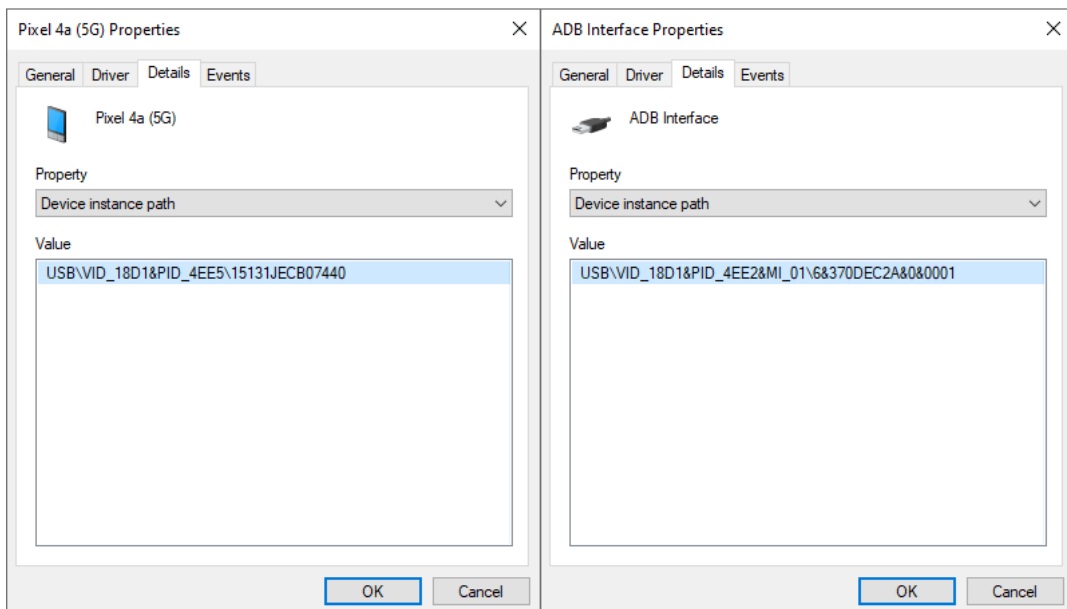 Pixel 4a (5G) Properties
General Driver Details Events
Pixel 4a (5G)
Property
Device instance path
Value
USB\VID_18D1&PID_4EE5\15131JECB07440
OK Cancel
ADB Interface Properties
General Driver Details Events
ADB Interface
Property
Device instance path
Value
USB\VID_18D1&PID_4EE2&MI_01\6&370DEC2A&0&0001
OK Cancel